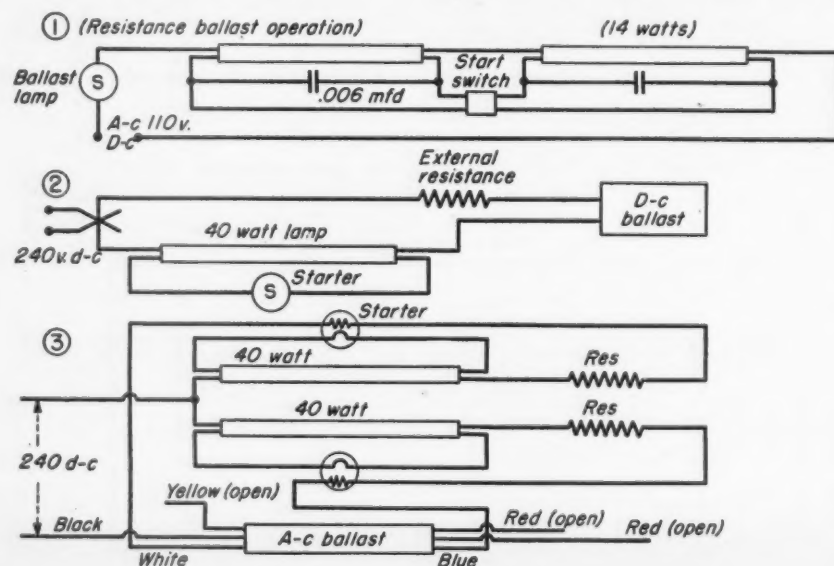 ① (Resistance ballast operation)
(14 watts)
Ballast
lamp
S
Start
switch
.006 mfd
A-c 110 v.
D-c
②
External
resistance
D-c
ballast
40 watt lamp
240 v. d-c
S
Starter
③
Starter
40 watt
Res
40 watt
Res
240 d-c
Yellow (open)
Black
White
A-c ballast
Blue
Red (open)
Red (open)